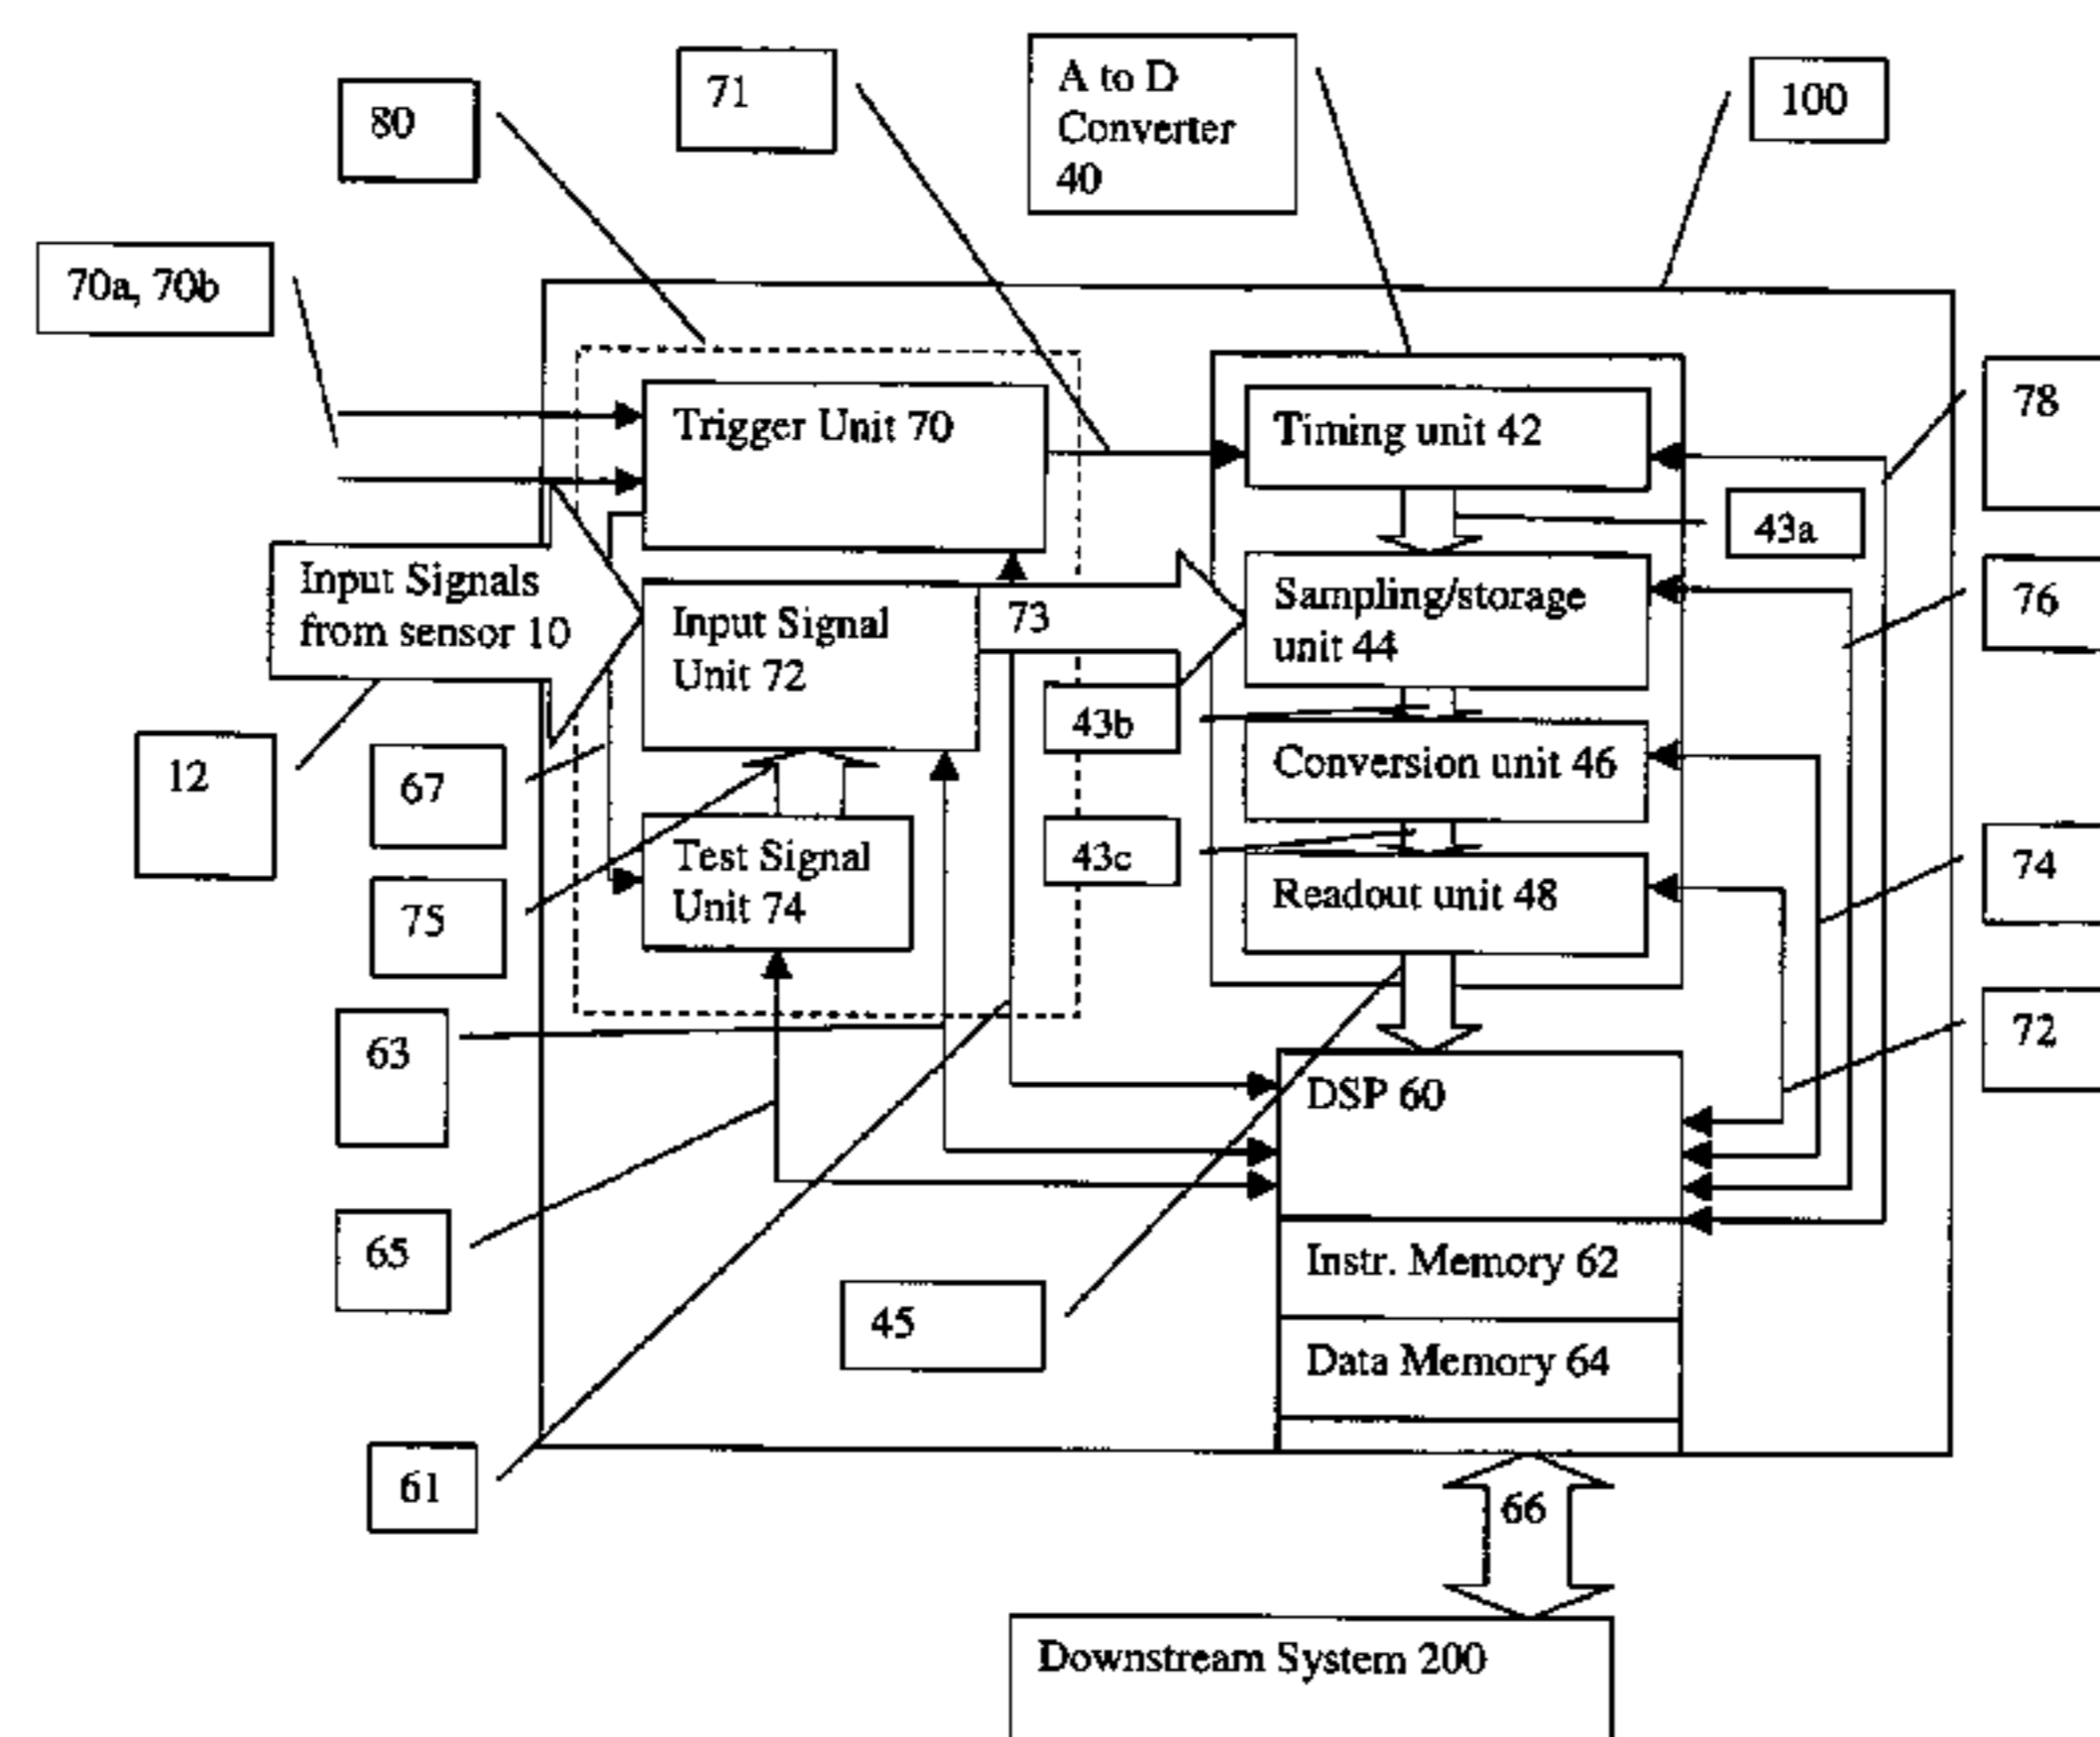 80
71
A to D
Converter
40
100
70a, 70b
Trigger Unit 70
Timing unit 42
78
43a
Input Signals
from sensor 10
Input Signal
Unit 72
73
Sampling/storage
unit 44
76
12
67
43b
Conversion unit 46
75
Test Signal
Unit 74
43c
Readout unit 48
74
63
DSP 60
72
65
45
Instr. Memory 62
Data Memory 64
61
66
Downstream System 200